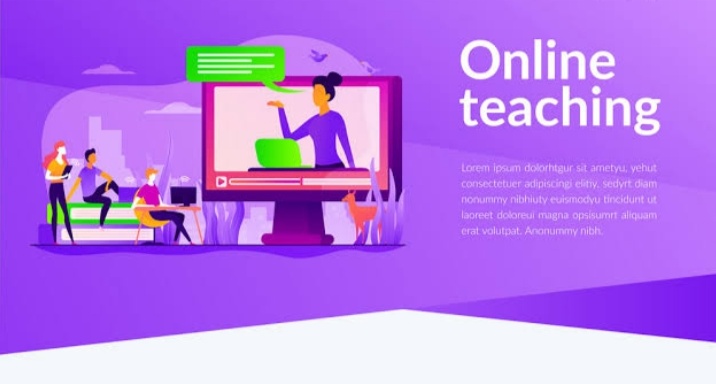 Online
teaching
Lorem ipsum dolorhtgur sit ametyu, yehut
consectetuer adipiscingi elitiy, sedyrt diam
nonummy nibhiuty euismodyu tincidunt ut
laoreet doloreui magna opsisumrt aliquam
erat volutpat. Anonummy nibh.